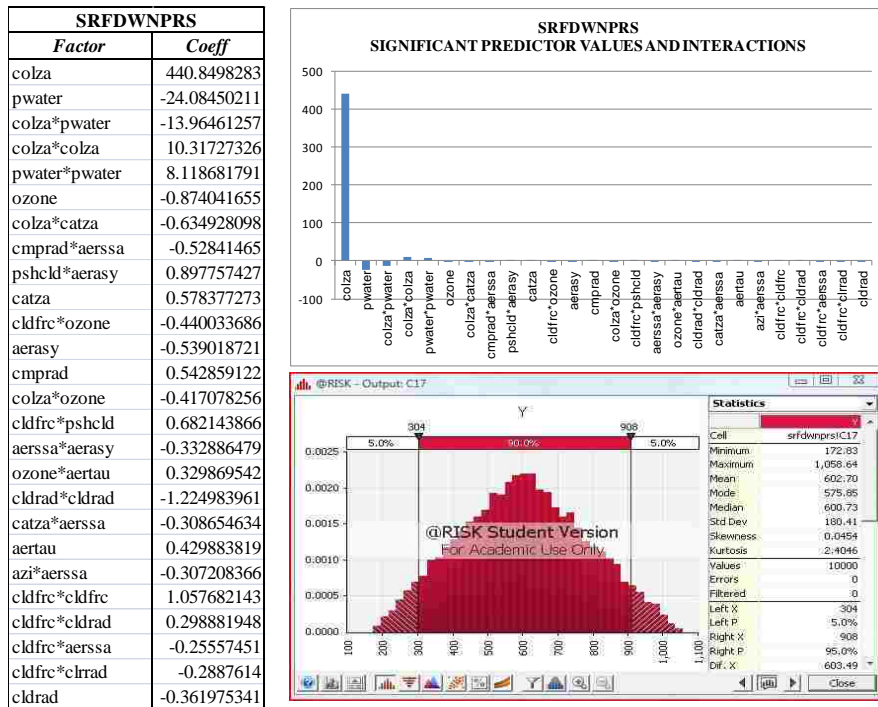 SRFDWNPRS
Factor Coeff
colza 440.8498283
pwater -24.08450211
colza*pwater -13.96461257
colza*colza 10.31727326
pwater*pwater 8.118681791
ozone -0.874041655
colza*catza -0.634928098
cmprad*aerssa -0.52841465
pshcld*aerasy 0.897757427
catza 0.578377273
cldfrc*ozone -0.440033686
aerasy -0.539018721
cmprad 0.542859122
colza*ozone -0.417078256
cldfrc*pshcld 0.682143866
aerssa*aerasy -0.332886479
ozone*aertau 0.329869542
cldrad*cldrad -1.224983961
catza*aerssa -0.308654634
aertau 0.429883819
azi*aerssa -0.307208366
cldfrc*cldfrc 1.057682143
cldfrc*cldrad 0.298881948
cldfrc*aerssa -0.25557451
cldfrc*clrrad -0.2887614
cldrad -0.361975341
SRFDWNPRS
SIGNIFICANT PREDICTOR VALUES AND INTERACTIONS
500
400
300
200
100
0
-100
colza
pwater
colza*pwater
colza*colza
pwater*pwater
ozone
colza*catza
cmprad*aerssa
pshcld*aerasy
catza
cldfrc*ozone
aerasy
cmprad
colza*ozone
cldfrc*pshcld
aerssa*aerasy
ozone*aertau
cldrad*cldrad
catza*aerssa
aertau
azi*aerssa
cldfrc*cldfrc
cldfrc*cldrad
cldfrc*aerssa
cldfrc*clrrad
cldrad
@RISK - Output: C17
Y
304 908
5.0% 90.0% 5.0%
0.0025
0.0020
0.0015
0.0010
0.0005
0.0000
100 200 300 400 500 600 700 800 900 1,000 1,100
@RISK Student Version
For Academic Use Only
Statistics
Y
Cell srfdwnprs!C17
Minimum 172.83
Maximum 1,058.64
Mean 602.70
Mode 575.85
Median 600.73
Std Dev 180.41
Skewness 0.0454
Kurtosis 2.4046
Values 10000
Errors 0
Filtered 0
Left X 304
Left P 5.0%
Right X 908
Right P 95.0%
Dif. X 603.49
Close